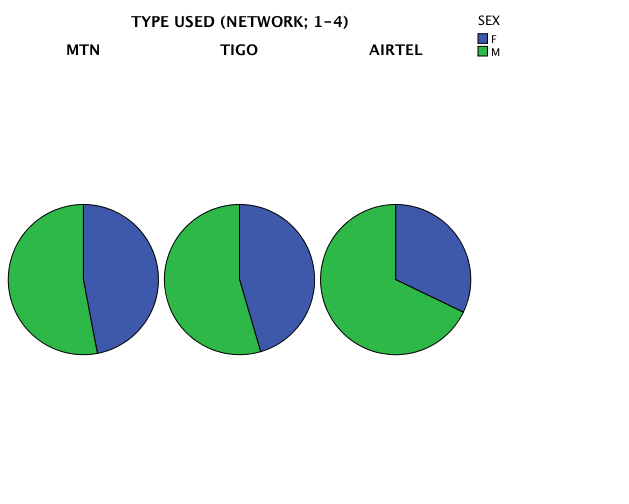 TYPE USED (NETWORK; 1-4)
MTN TIGO AIRTEL
SEX
F
M